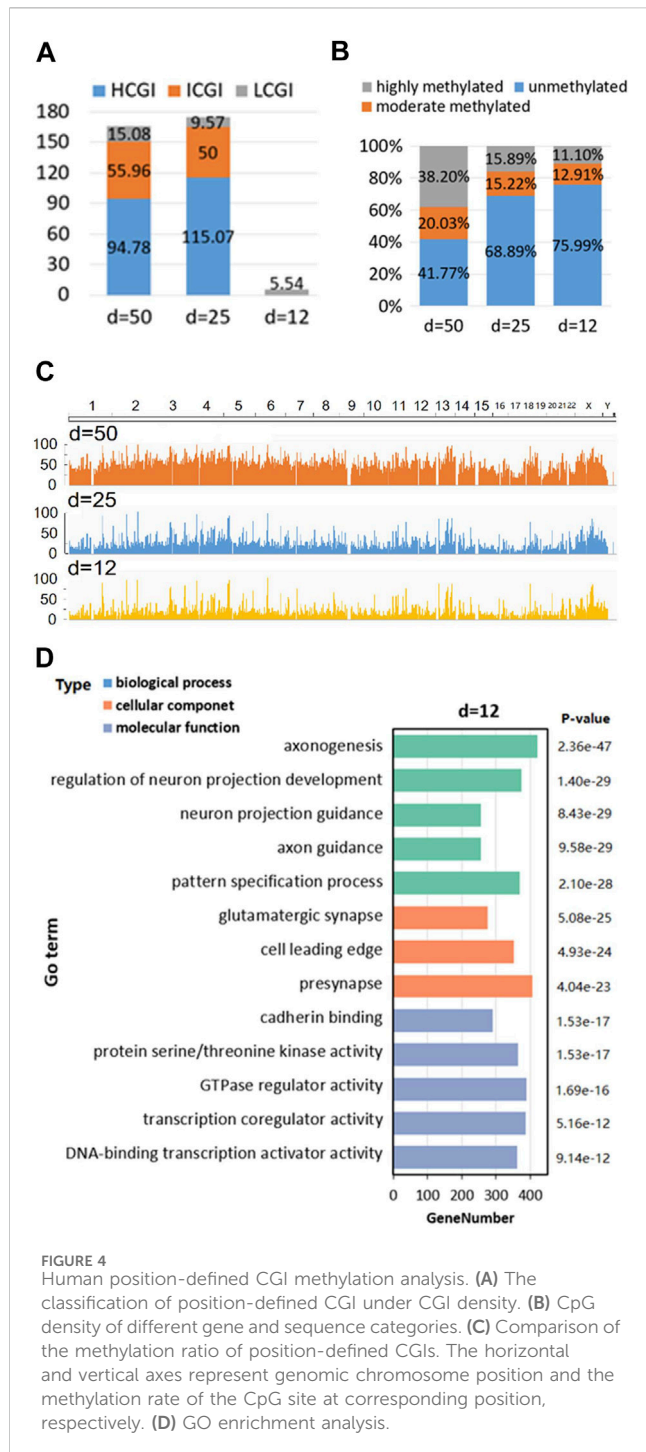 A
HCGI ICGI LCGI
180
150
120
90
60
30
0
15.08
55.96
94.78
9.57
50
115.07
5.54
d=50 d=25 d=12
B
highly methylated unmethylated
moderate methylated
100%
80%
60%
40%
20%
0%
38.20%
20.03%
41.77%
15.89%
15.22%
68.89%
11.10%
12.91%
75.99%
d=50 d=25 d=12
C
1 2 3 4 5 6 7 8 9 10 11 12 13 14 15 16 17 18 19 20 21 22 X Y
d=50
100
50
0
d=25
100
50
0
d=12
100
50
0
D
Type biological process
cellular componet
molecular function
d=12 P-value
axonogenesis 2.36e-47
regulation of neuron projection development 1.40e-29
neuron projection guidance 8.43e-29
axon guidance 9.58e-29
pattern specification process 2.10e-28
glutamatergic synapse 5.08e-25
cell leading edge 4.93e-24
presynapse 4.04e-23
cadherin binding 1.53e-17
protein serine/threonine kinase activity 1.53e-17
GTPase regulator activity 1.69e-16
transcription coregulator activity 5.16e-12
DNA-binding transcription activator activity 9.14e-12
Go term
0 100 200 300 400
GeneNumber
FIGURE 4
Human position-defined CGI methylation analysis. (A) The
classification of position-defined CGI under CGI density. (B) CpG
density of different gene and sequence categories. (C) Comparison of
the methylation ratio of position-defined CGIs. The horizontal
and vertical axes represent genomic chromosome position and the
methylation rate of the CpG site at corresponding position,
respectively. (D) GO enrichment analysis.